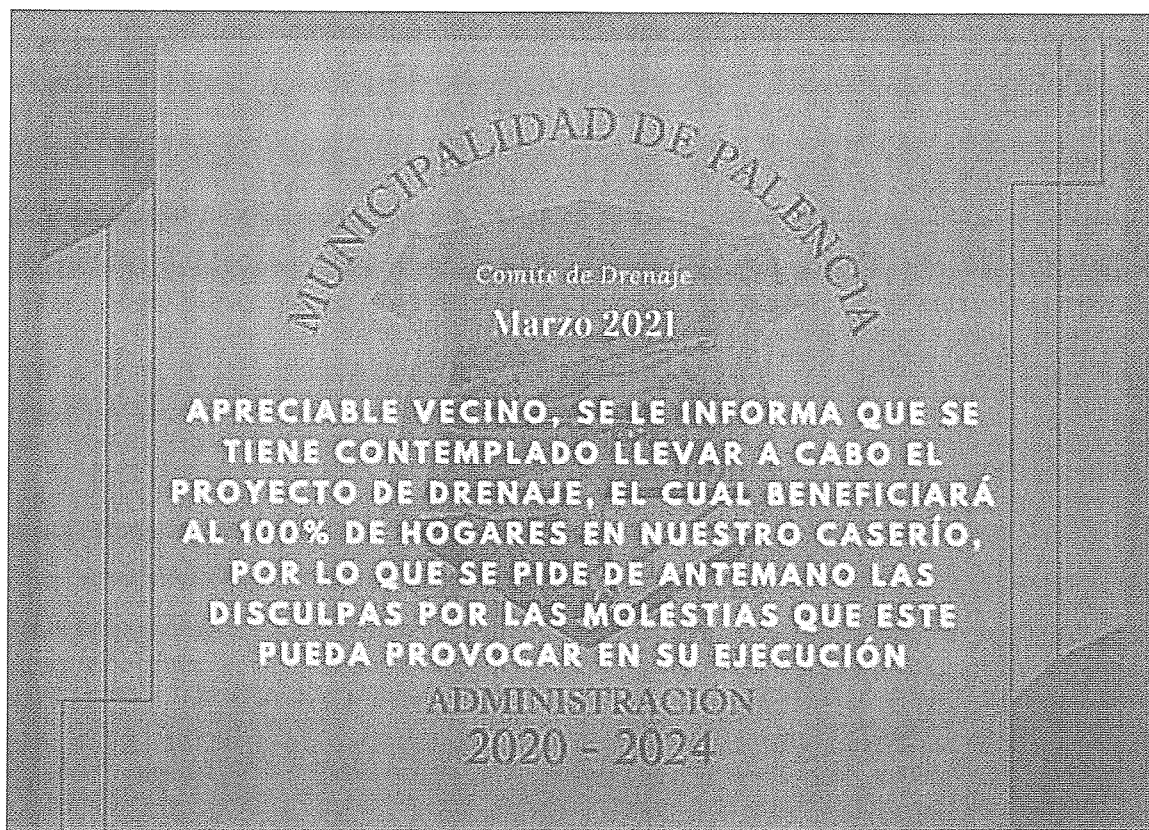 MUNICIPALIDAD DE PALENCIA
Comite de Drenaje
Marzo 2021
APRECIABLE VECINO, SE LE INFORMA QUE SE
TIENE CONTEMPLADO LLEVAR A CABO EL
PROYECTO DE DRENAJE, EL CUAL BENEFICIARÁ
AL 100% DE HOGARES EN NUESTRO CASERÍO,
POR LO QUE SE PIDE DE ANTEMANO LAS
DISCULPAS POR LAS MOLESTIAS QUE ESTE
PUEDA PROVOCAR EN SU EJECUCIÓN
ADMINISTRACION
2020 - 2024